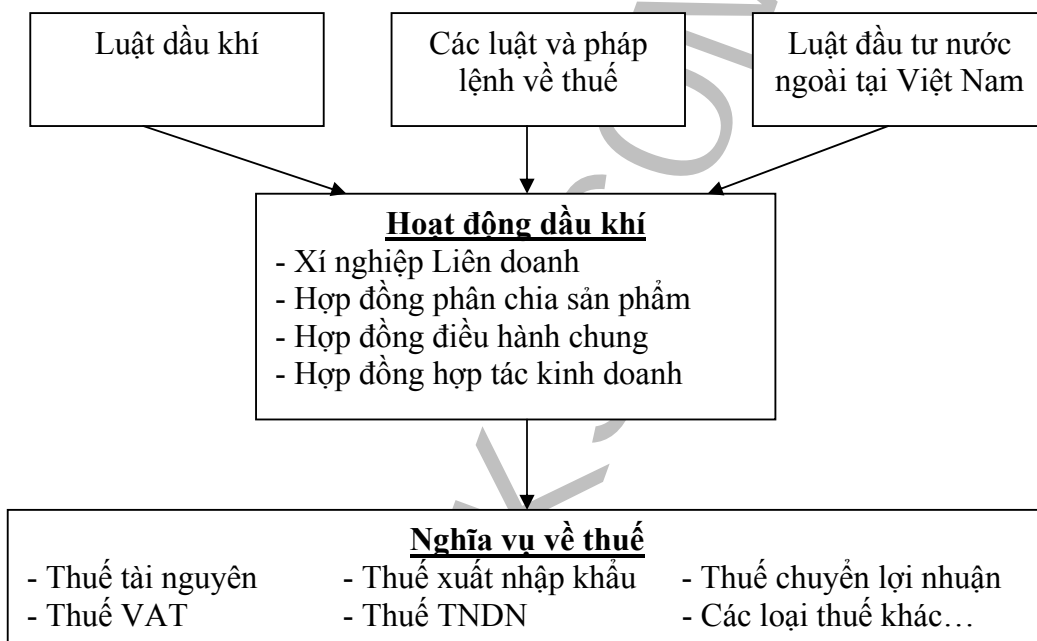 Luật dầu khí
Các luật và pháp
lệnh về thuế
Luật đầu tư nước
ngoài tại Việt Nam
Hoạt động dầu khí
- Xí nghiệp Liên doanh
- Hợp đồng phân chia sản phẩm
- Hợp đồng điều hành chung
- Hợp đồng hợp tác kinh doanh
Nghĩa vụ về thuế
- Thuế tài nguyên - Thuế xuất nhập khẩu - Thuế chuyển lợi nhuận
- Thuế VAT - Thuế TNDN - Các loại thuế khác…